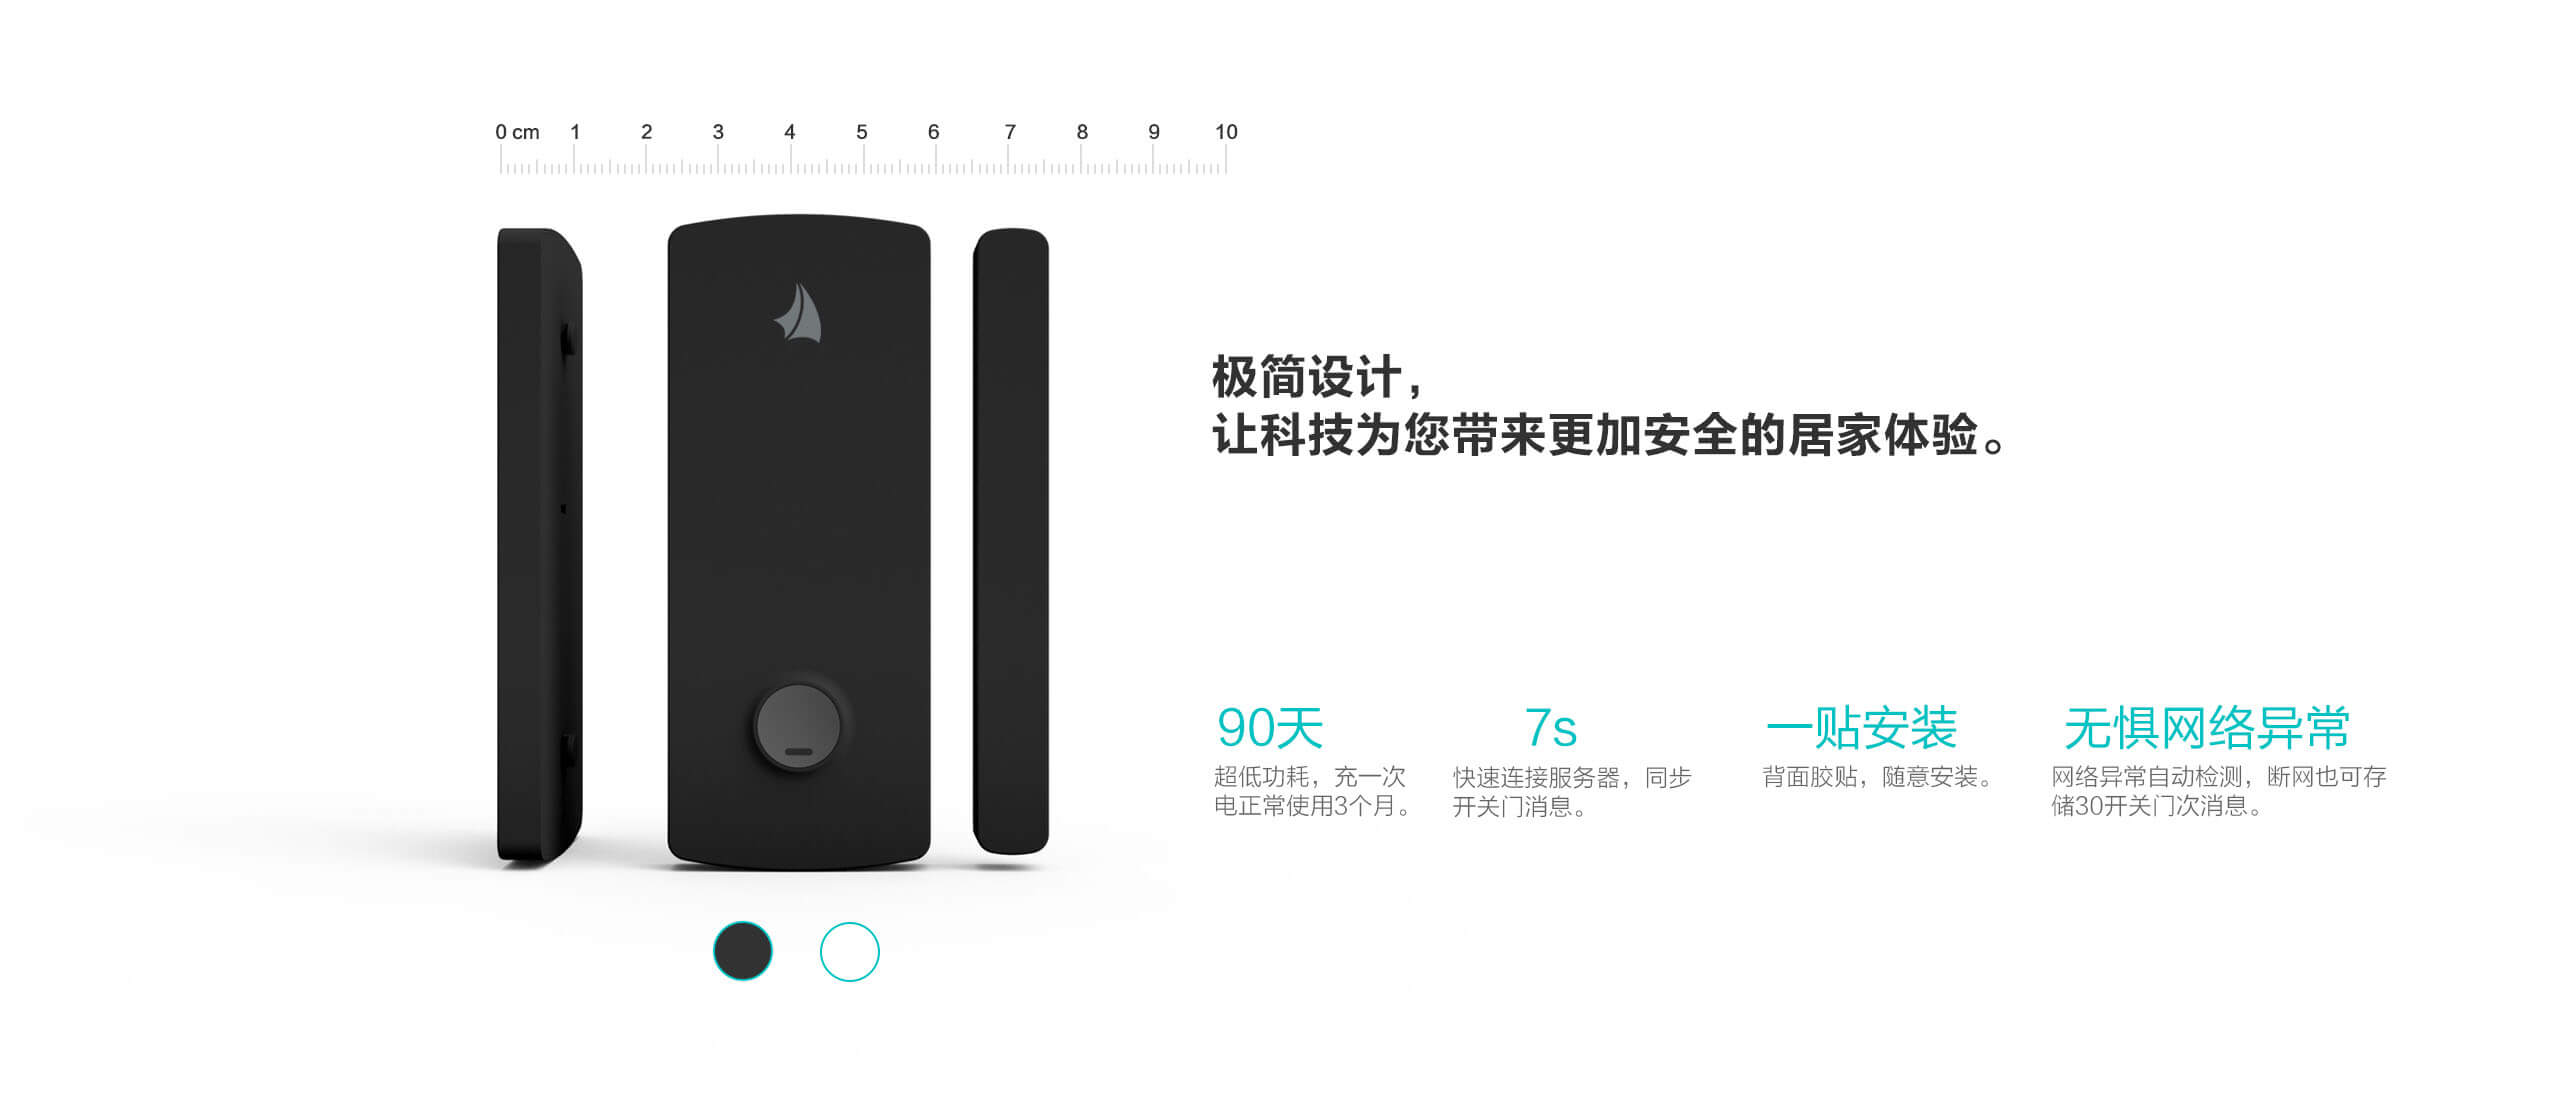 0 cm 1 2 3 4 5 6 7 8 9 10
极简设计，
让科技为您带来更加安全的居家体验。
90天
超低功耗，充一次
电正常使用3个月。
7s
快速连接服务器，同步
开关门消息。
一贴安装
背面胶贴，随意安装。
无惧网络异常
网络异常自动检测，断网也可存
储30开关门次消息。